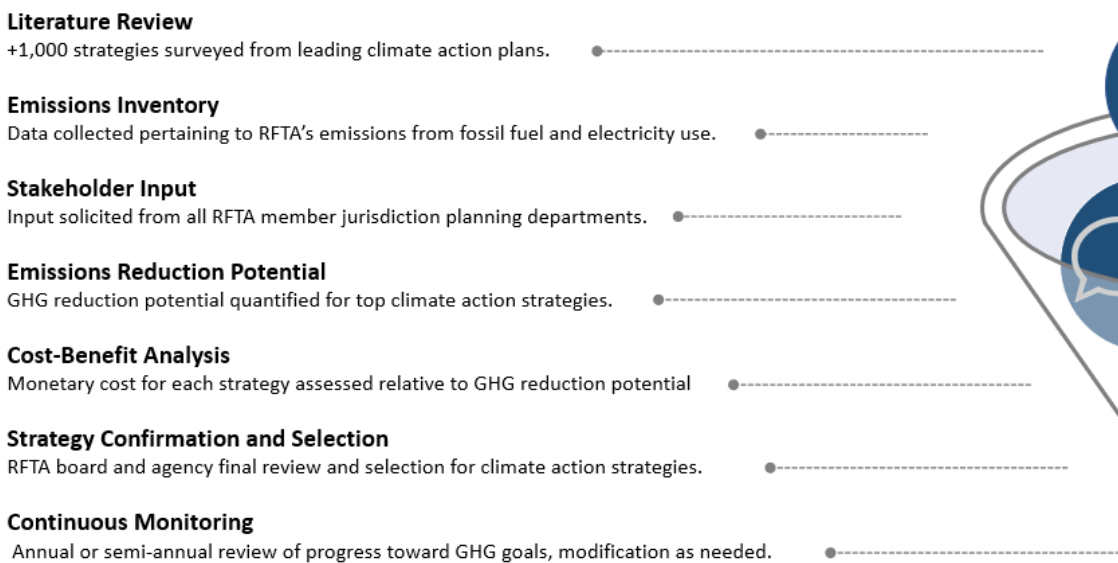 Literature Review
+1,000 strategies surveyed from leading climate action plans.
Emissions Inventory
Data collected pertaining to RFTA’s emissions from fossil fuel and electricity use.
Stakeholder Input
Input solicited from all RFTA member jurisdiction planning departments.
Emissions Reduction Potential
GHG reduction potential quantified for top climate action strategies.
Cost-Benefit Analysis
Monetary cost for each strategy assessed relative to GHG reduction potential
Strategy Confirmation and Selection
RFTA board and agency final review and selection for climate action strategies.
Continuous Monitoring
Annual or semi-annual review of progress toward GHG goals, modification as needed.